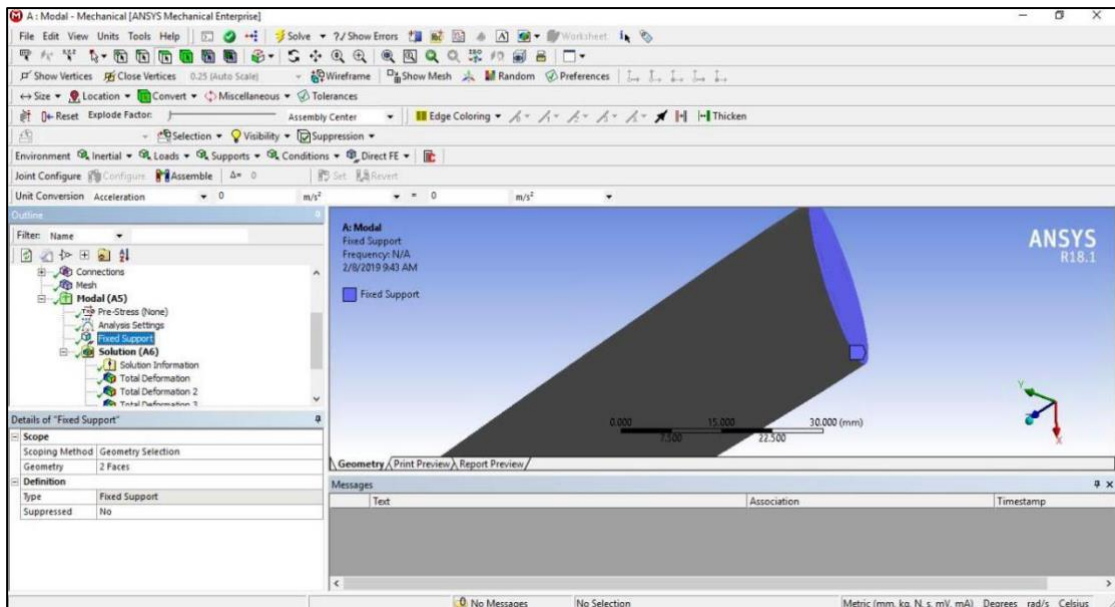 A : Modal - Mechanical [ANSYS Mechanical Enterprise]
File Edit View Units Tools Help Solve ?/ Show Errors Worksheet
Show Vertices Close Vertices 0.25 (Auto Scale) Wireframe Show Mesh Random Preferences
Size Location Convert Miscellaneous Tolerances
Reset Explode Factor: Assembly Center Edge Coloring Thicken
Selection Visibility Suppression
Environment Inertial Loads Supports Conditions Direct FE
Joint Configure Configure Assemble Δ= 0 Set Revert
Unit Conversion Acceleration 0 m/s² = 0 m/s²
Outline
Filter: Name
Connections
Mesh
Modal (A5)
Pre-Stress (None)
Analysis Settings
Fixed Support
Solution (A6)
Solution Information
Total Deformation
Total Deformation 2
Total Deformation 3
Details of "Fixed Support"
Scope
Scoping Method Geometry Selection
Geometry 2 Faces
Definition
Type Fixed Support
Suppressed No
A: Modal
Fixed Support
Frequency: N/A
2/8/2019 9:43 AM
Fixed Support
ANSYS
R18.1
0.000 15.000 30.000 (mm)
7.500 22.500
Y
X
Geometry Print Preview Report Preview
Messages
Text Association Timestamp
No Messages No Selection Metric (mm, kg, N, s, mV, mA) Degrees rad/s Celsius